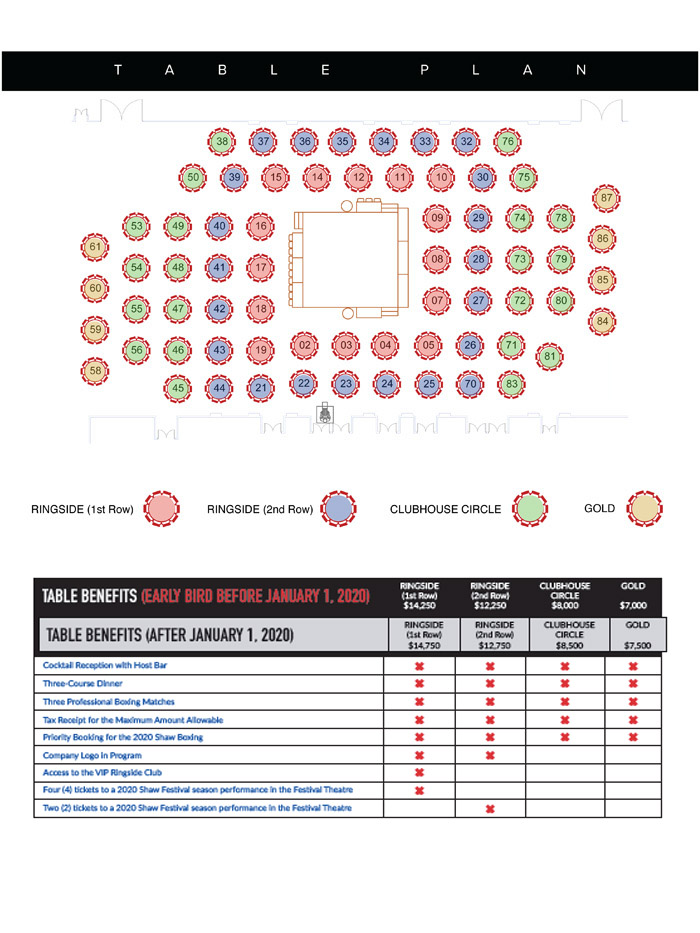 TABLE PLAN
38 37 36 35 34 33 32 76
50 39 15 14 12 11 10 30 75
87
53 49 40 16 09 29 74 78
61 86
54 48 41 17 08 28 73 79
60 85
55 47 42 18 07 27 72 80
59 84
56 46 43 19 02 03 04 05 26 71 81
58
45 44 21 22 23 24 25 70 83
RINGSIDE (1st Row) RINGSIDE (2nd Row) CLUBHOUSE CIRCLE GOLD
TABLE BENEFITS (EARLY BIRD BEFORE JANUARY 1, 2020)
RINGSIDE
(1st Row)
$14,250
RINGSIDE
(2nd Row)
$12,250
CLUBHOUSE
CIRCLE
$8,000
GOLD
$7,000
TABLE BENEFITS (AFTER JANUARY 1, 2020)
RINGSIDE
(1st Row)
$14,750
RINGSIDE
(2nd Row)
$12,750
CLUBHOUSE
CIRCLE
$8,500
GOLD
$7,500
Cocktail Reception with Host Bar
Three-Course Dinner
Three Professional Boxing Matches
Tax Receipt for the Maximum Amount Allowable
Priority Booking for the 2020 Shaw Boxing
Company Logo in Program
Access to the VIP Ringside Club
Four (4) tickets to a 2020 Shaw Festival season performance in the Festival Theatre
Two (2) tickets to a 2020 Shaw Festival season performance in the Festival Theatre